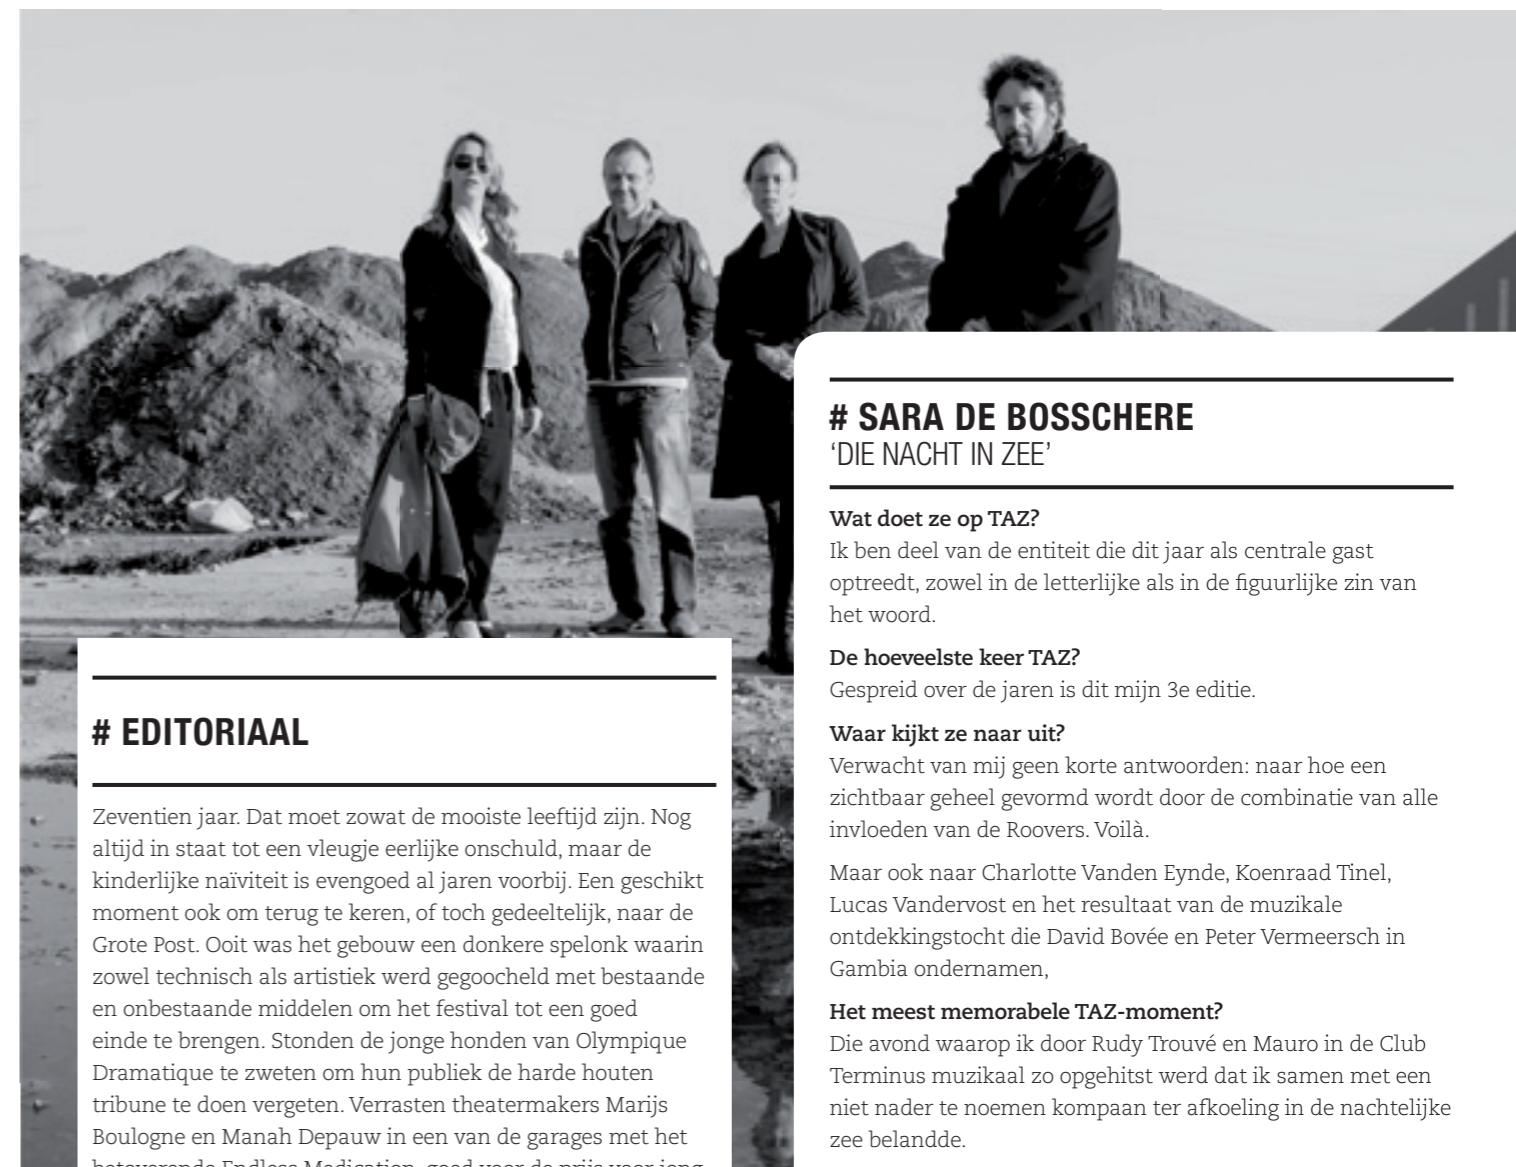 # SARA DE BOSSCHERE
‘DIE NACHT IN ZEE’
Wat doet ze op TAZ?
Ik ben deel van de entiteit die dit jaar als centrale gast
optreedt, zowel in de letterlijke als in de figuurlijke zin van
het woord.
De hoeveelste keer TAZ?
Gespreid over de jaren is dit mijn 3e editie.
Waar kijkt ze naar uit?
Verwacht van mij geen korte antwoorden: naar hoe een
zichtbaar geheel gevormd wordt door de combinatie van alle
invloeden van de Roovers. Voilà.
Maar ook naar Charlotte Vanden Eynde, Koenraad Tinel,
Lucas Vandervost en het resultaat van de muzikale
ontdekkingstocht die David Bovée en Peter Vermeersch in
Gambia ondernamen,
Het meest memorabele TAZ-moment?
Die avond waarop ik door Rudy Trouvé en Mauro in de Club
Terminus muzikaal zo opgehitst werd dat ik samen met een
niet nader te noemen kompaan ter afkoeling in de nachtelijke
zee belandde.
# EDITORIAAL
Zeventien jaar. Dat moet zowat de mooiste leeftijd zijn. Nog
altijd in staat tot een vleugje eerlijke onschuld, maar de
kinderlijke naïviteit is evengoed al jaren voorbij. Een geschikt
moment ook om terug te keren, of toch gedeeltelijk, naar de
Grote Post. Ooit was het gebouw een donkere spelonk waarin
zowel technisch als artistiek werd gegoocheld met bestaande
en onbestaande middelen om het festival tot een goed
einde te brengen. Stonden de jonge honden van Olympique
Dramatique te zweten om hun publiek de harde houten
tribune te doen vergeten. Verrasten theatermakers Marijs
Boulogne en Manah Depauw in een van de garages met het
betoverende Endless Medication, goed voor de prijs voor jong